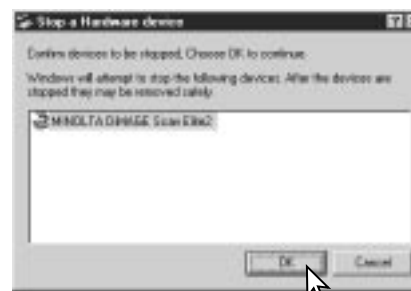 Stop a Hardware device
Confirm devices to be stopped, Choose OK to continue.
Windows will attempt to stop the following devices. After the devices are
stopped they may be removed safely.
MINOLTA DiMAGE Scan Elite2
OK
Cancel